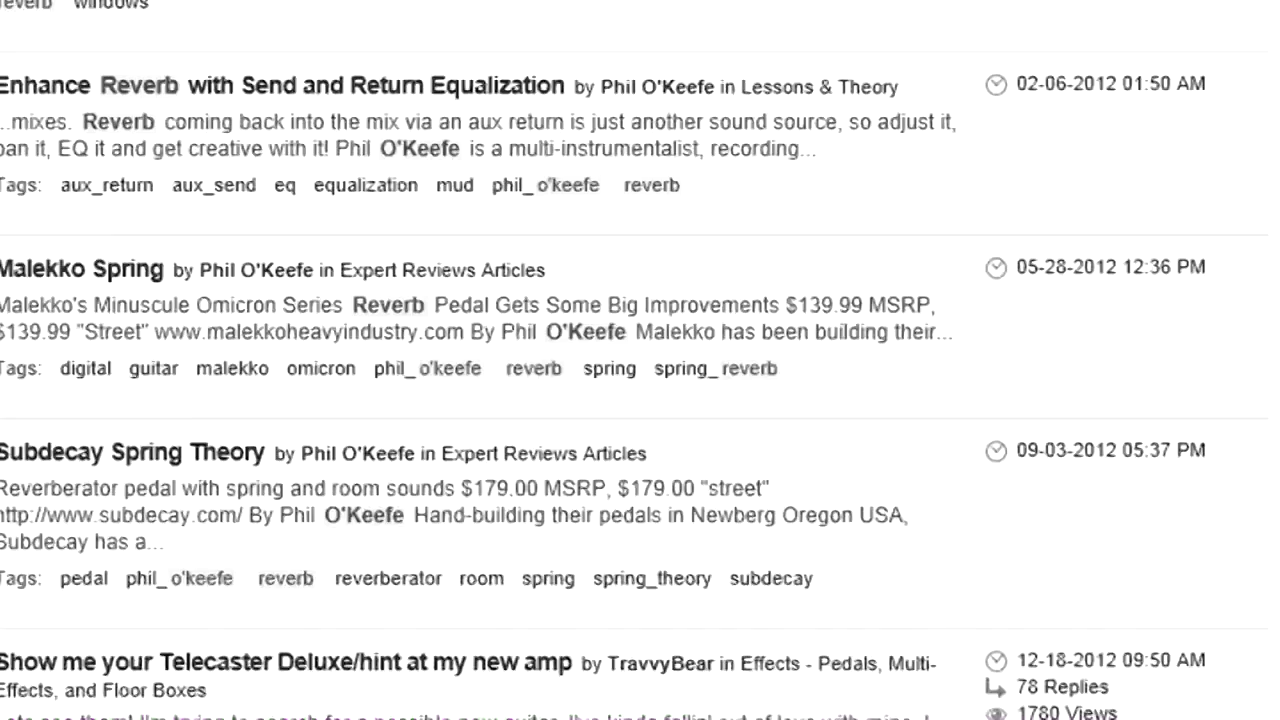 reverb windows
Enhance Reverb with Send and Return Equalization by Phil O'Keefe in Lessons & Theory
02-06-2012 01:50 AM
...mixes. Reverb coming back into the mix via an aux return is just another sound source, so adjust it,
pan it, EQ it and get creative with it! Phil O'Keefe is a multi-instrumentalist, recording...
Tags: aux_return aux_send eq equalization mud phil_o'keefe reverb
Malekko Spring by Phil O'Keefe in Expert Reviews Articles
05-28-2012 12:36 PM
Malekko's Minuscule Omicron Series Reverb Pedal Gets Some Big Improvements $139.99 MSRP,
$139.99 "Street" www.malekkoheavyindustry.com By Phil O'Keefe Malekko has been building their...
Tags: digital guitar malekko omicron phil_o'keefe reverb spring spring_reverb
Subdecay Spring Theory by Phil O'Keefe in Expert Reviews Articles
09-03-2012 05:37 PM
Reverberator pedal with spring and room sounds $179.00 MSRP, $179.00 "street"
http://www.subdecay.com/ By Phil O'Keefe Hand-building their pedals in Newberg Oregon USA,
Subdecay has a...
Tags: pedal phil_o'keefe reverb reverberator room spring spring_theory subdecay
Show me your Telecaster Deluxe/hint at my new amp by TravvyBear in Effects - Pedals, Multi-
Effects, and Floor Boxes
12-18-2012 09:50 AM
78 Replies
1780 Views